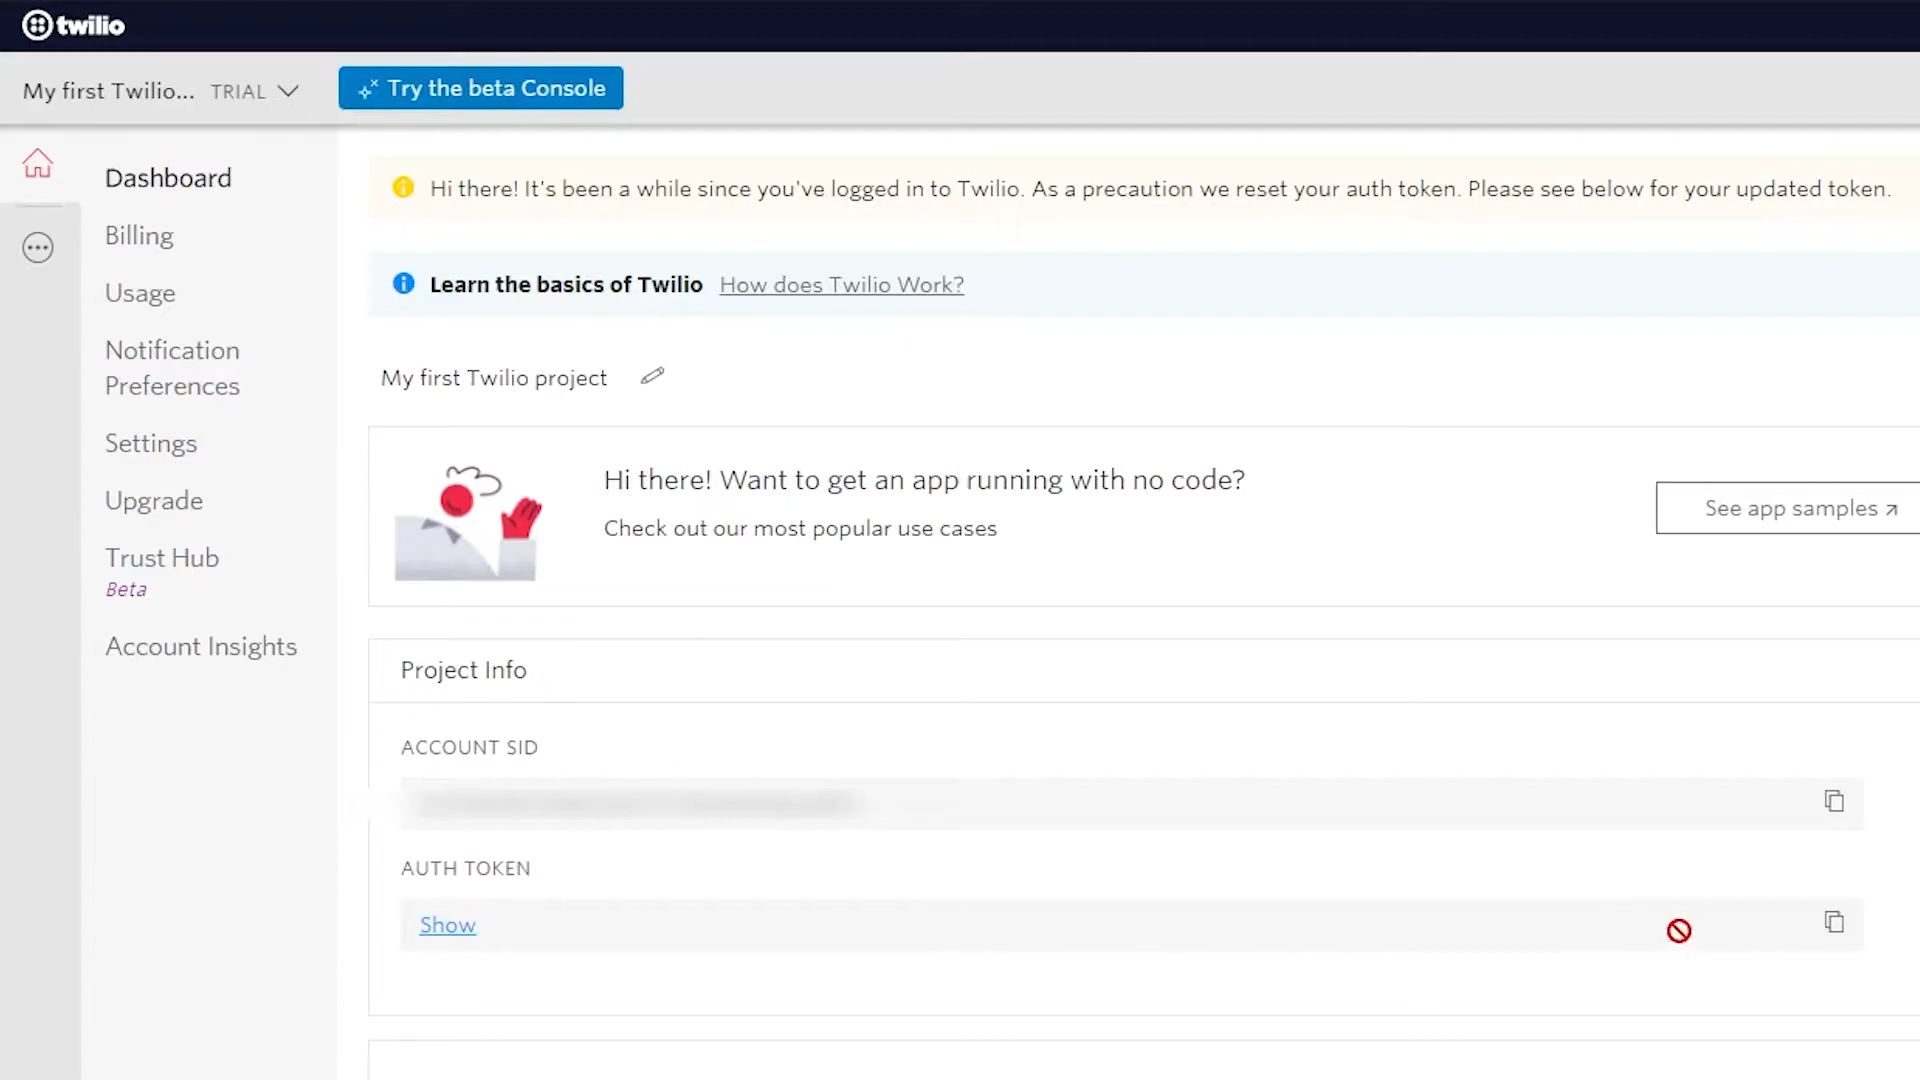 twilio
My first Twilio... TRIAL
Try the beta Console
Dashboard
Billing
Usage
Notification
Preferences
Settings
Upgrade
Trust Hub
Beta
Account Insights
Hi there! It's been a while since you've logged in to Twilio. As a precaution we reset your auth token. Please see below for your updated token.
Learn the basics of Twilio How does Twilio Work?
My first Twilio project
Hi there! Want to get an app running with no code?
Check out our most popular use cases
See app samples ↗
Project Info
ACCOUNT SID
AUTH TOKEN
Show